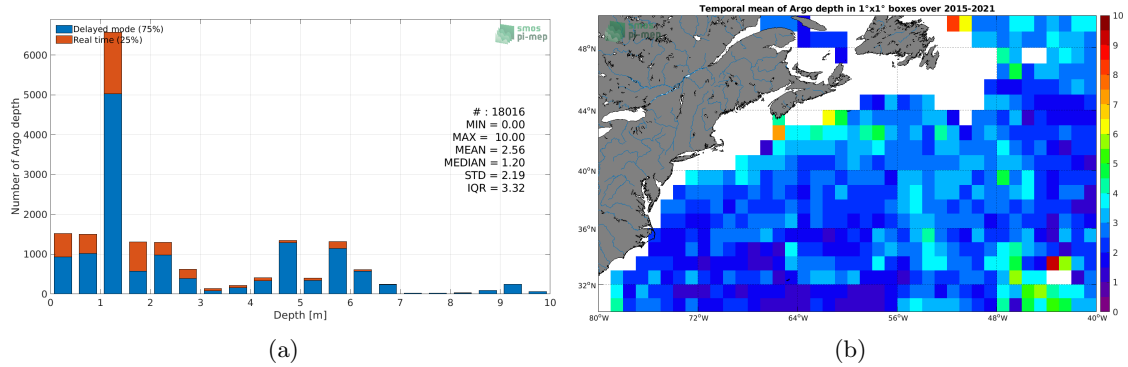 Delayed mode (75%)
Real time (25%)
smos
pi-mep
# : 18016
MIN = 0.00
MAX = 10.00
MEAN = 2.56
MEDIAN = 1.20
STD = 2.19
IQR = 3.32
Number of Argo depth
6000
5000
4000
3000
2000
1000
0
0 1 2 3 4 5 6 7 8 9 10
Depth [m]
(a)
Temporal mean of Argo depth in 1°x1° boxes over 2015-2021
smos
pi-mep
48°N
44°N
40°N
36°N
32°N
80°W 72°W 64°W 56°W 48°W 40°W
10
9
8
7
6
5
4
3
2
1
0
(b)